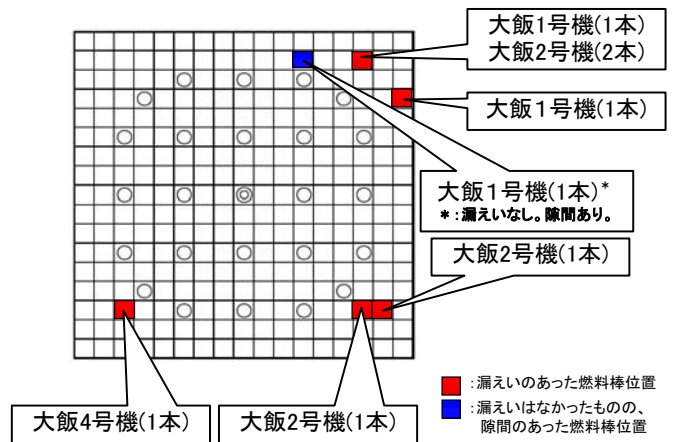 大飯1号機(1本)
大飯2号機(2本)
大飯1号機(1本)
大飯1号機(1本)*
*：漏えいなし。隙間あり。
大飯2号機(1本)
大飯4号機(1本)
大飯2号機(1本)
：漏えいのあった燃料棒位置
：漏えいはなかったものの、
隙間のあった燃料棒位置